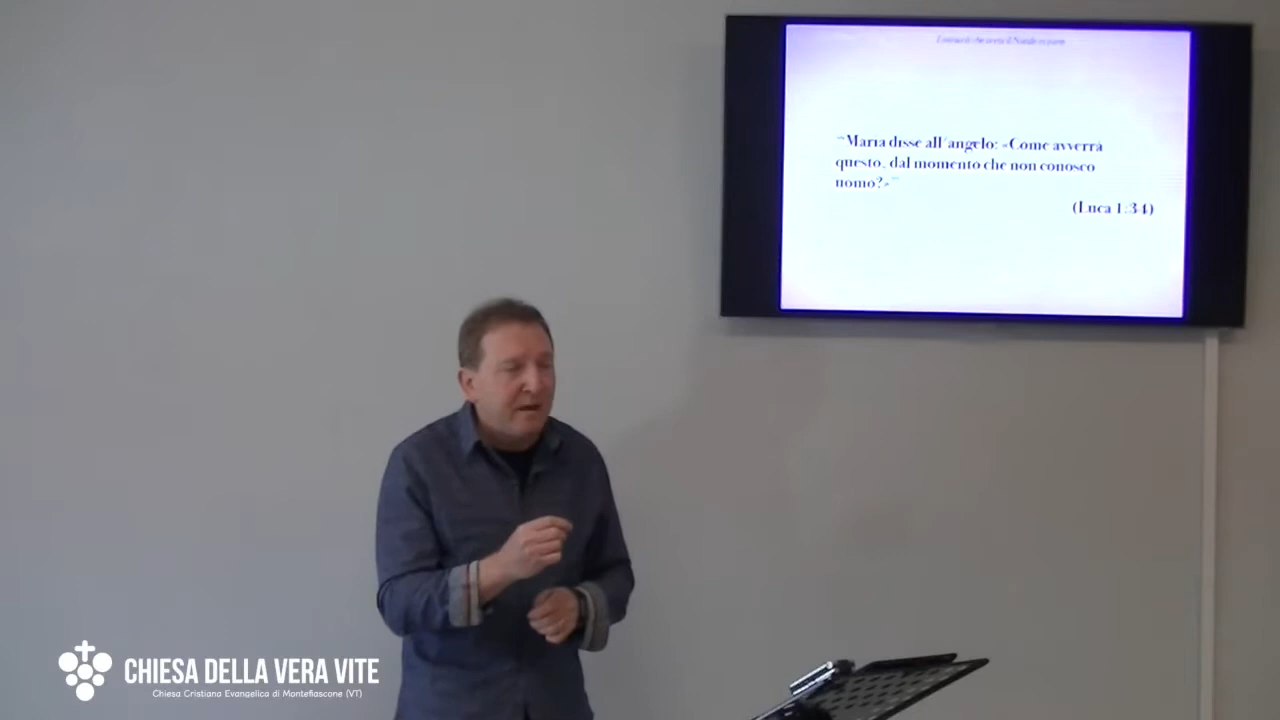 "Maria disse all'angelo: «Come avverrà
questo, dal momento che non conosco
uomo?»"
(Luca 1:34)
CHIESA DELLA VERA VITE
Chiesa Cristiana Evangelica di Montefiascone (VT)